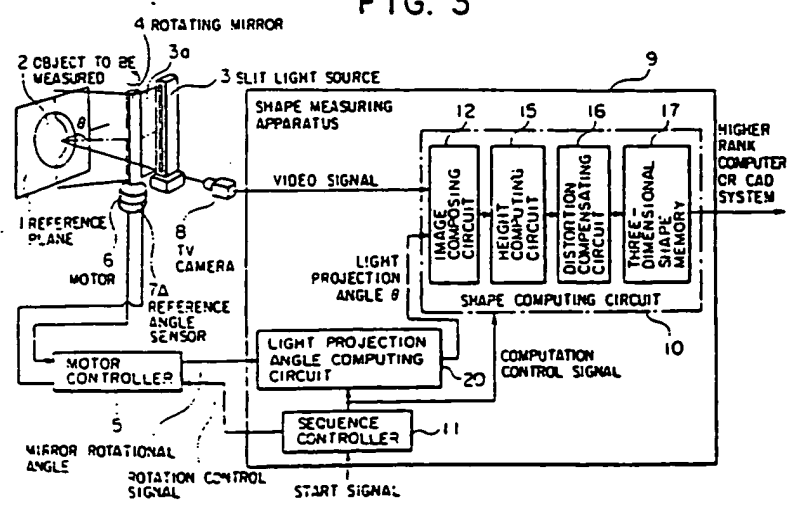 FIG. 3
4 ROTATING MIRROR
3a
2 OBJECT TO BE
MEASURED
3 SLIT LIGHT SOURCE
9
SHAPE MEASURING
APPARATUS
12
15
16
17
HIGHER
RANK
COMPUTER
CR CAD
SYSTEM
θ
VIDEO SIGNAL
IMAGE
COMPOSING
CIRCUIT
HEIGHT
COMPUTING
CIRCUIT
DISTORTION
COMPENSATING
CIRCUIT
THREE-
DIMENSIONAL
SHAPE
MEMORY
1 REFERENCE
PLANE
6
MOTOR
8
TV
CAMERA
7A
REFERENCE
ANGLE
SENSOR
LIGHT
PROJECTION
ANGLE θ
SHAPE COMPUTING CIRCUIT
10
MOTOR
CONTROLLER
5
LIGHT PROJECTION
ANGLE COMPUTING
CIRCUIT
20
COMPUTATION
CONTROL SIGNAL
SECUENCE
CONTROLLER
11
MIRROR ROTATIONAL
ANGLE
ROTATION CONTROL
SIGNAL
START SIGNAL